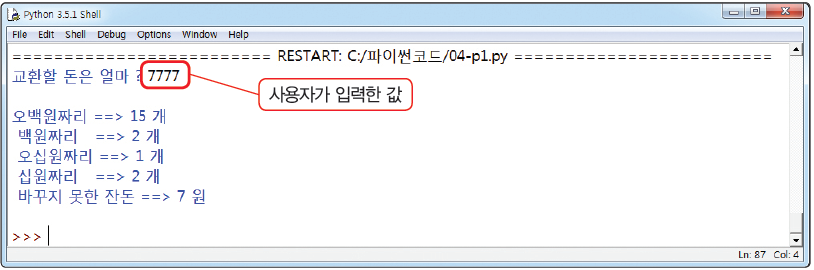 Python 3.5.1 Shell
File Edit Shell Debug Options Window Help
========================= RESTART: C:/파이썬코드/04-p1.py =========================
교환할 돈은 얼마 ? 7777
사용자가 입력한 값
오백원짜리 ==> 15 개
백원짜리 ==> 2 개
오십원짜리 ==> 1 개
십원짜리 ==> 2 개
바꾸지 못한 잔돈 ==> 7 원
>>>
Ln: 87 Col: 4